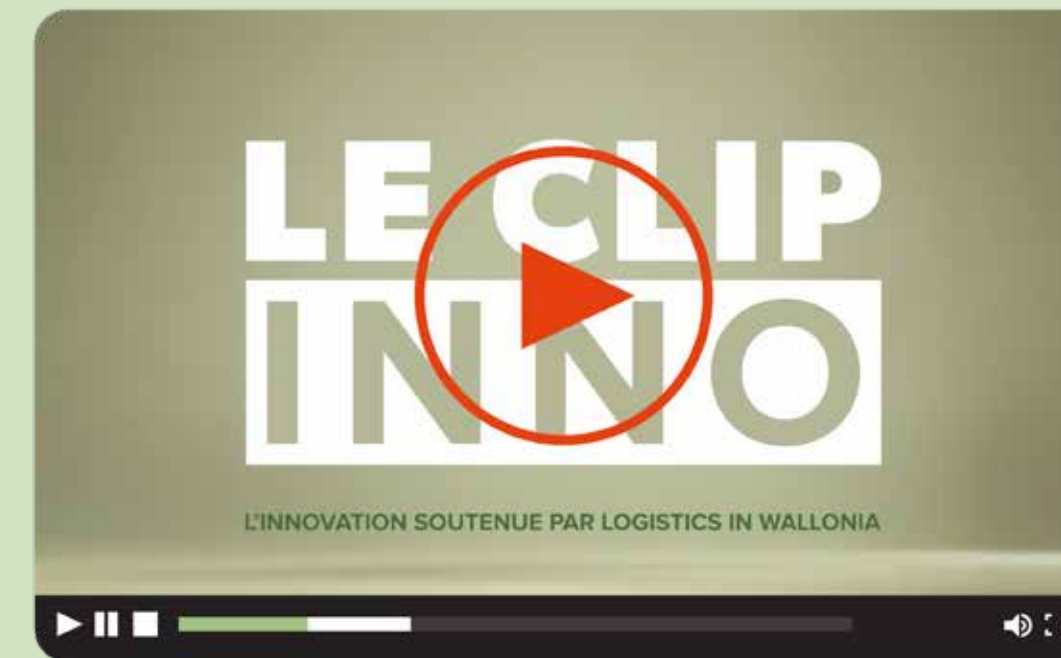 LE CLIP
INNO
L'INNOVATION SOUTENUE PAR LOGISTICS IN WALLONIA